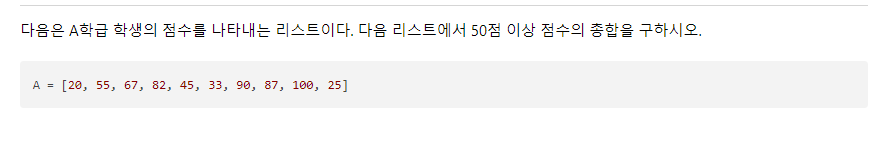 다음은 A학급 학생의 점수를 나타내는 리스트이다. 다음 리스트에서 50점 이상 점수의 총합을 구하시오.
A = [20, 55, 67, 82, 45, 33, 90, 87, 100, 25]